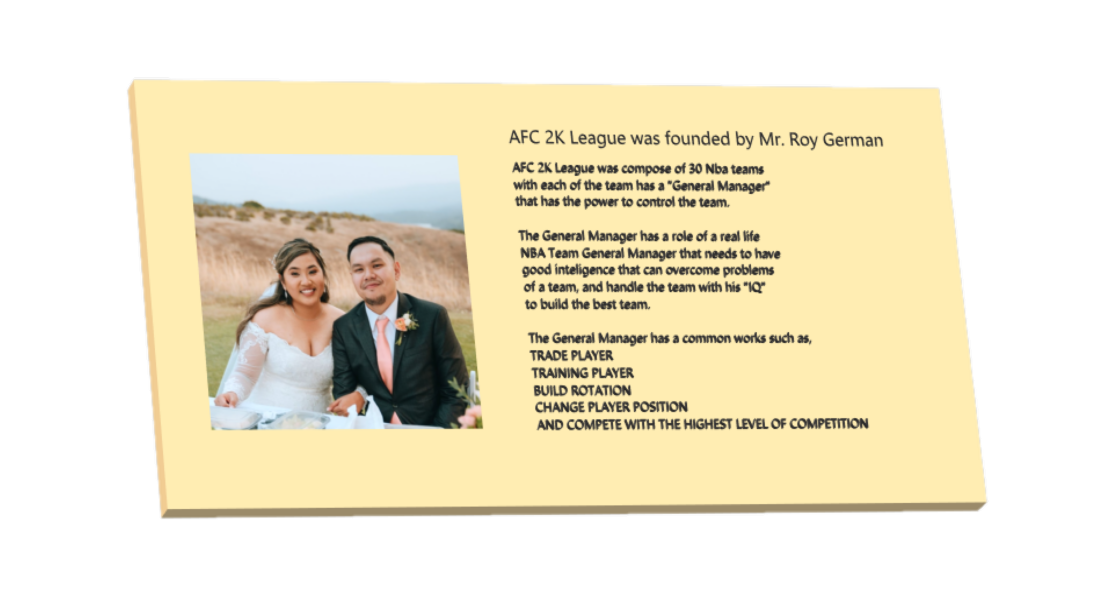 AFC 2K League was founded by Mr. Roy German
AFC 2K League was compose of 30 Nba teams
with each of the team has a "General Manager"
that has the power to control the team.
The General Manager has a role of a real life
NBA Team General Manager that needs to have
good inteligence that can overcome problems
of a team, and handle the team with his "IQ"
to build the best team.
The General Manager has a common works such as,
TRADE PLAYER
TRAINING PLAYER
BUILD ROTATION
CHANGE PLAYER POSITION
AND COMPETE WITH THE HIGHEST LEVEL OF COMPETITION